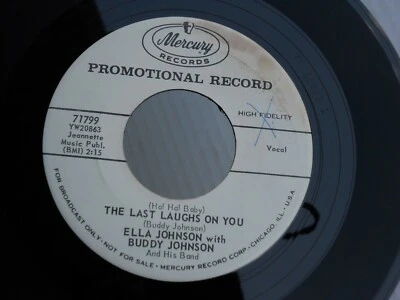 Mercury
RECORDS
PROMOTIONAL RECORD
71799
YW20863
Jeannette
Music Publ.
(BMI) 2:15
HIGH FIDELITY
Vocal
(Ha! Ha! Baby)
THE LAST LAUGHS ON YOU
(Buddy Johnson)
ELLA JOHNSON with
BUDDY JOHNSON
And His Band
FOR BROADCAST ONLY - NOT FOR SALE - MERCURY RECORD CORP. - CHICAGO, ILL. - U.S.A.